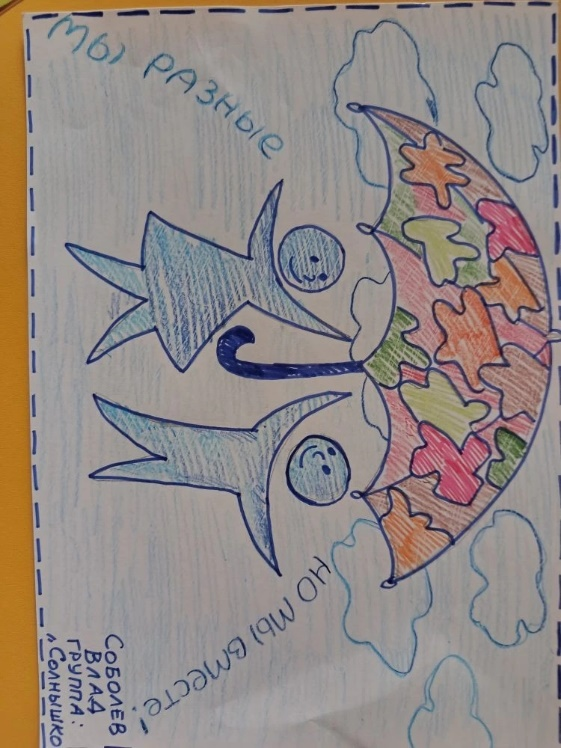 Мы разные
но мы вместе!
Соболев
Влад
группа:
"Солнышко